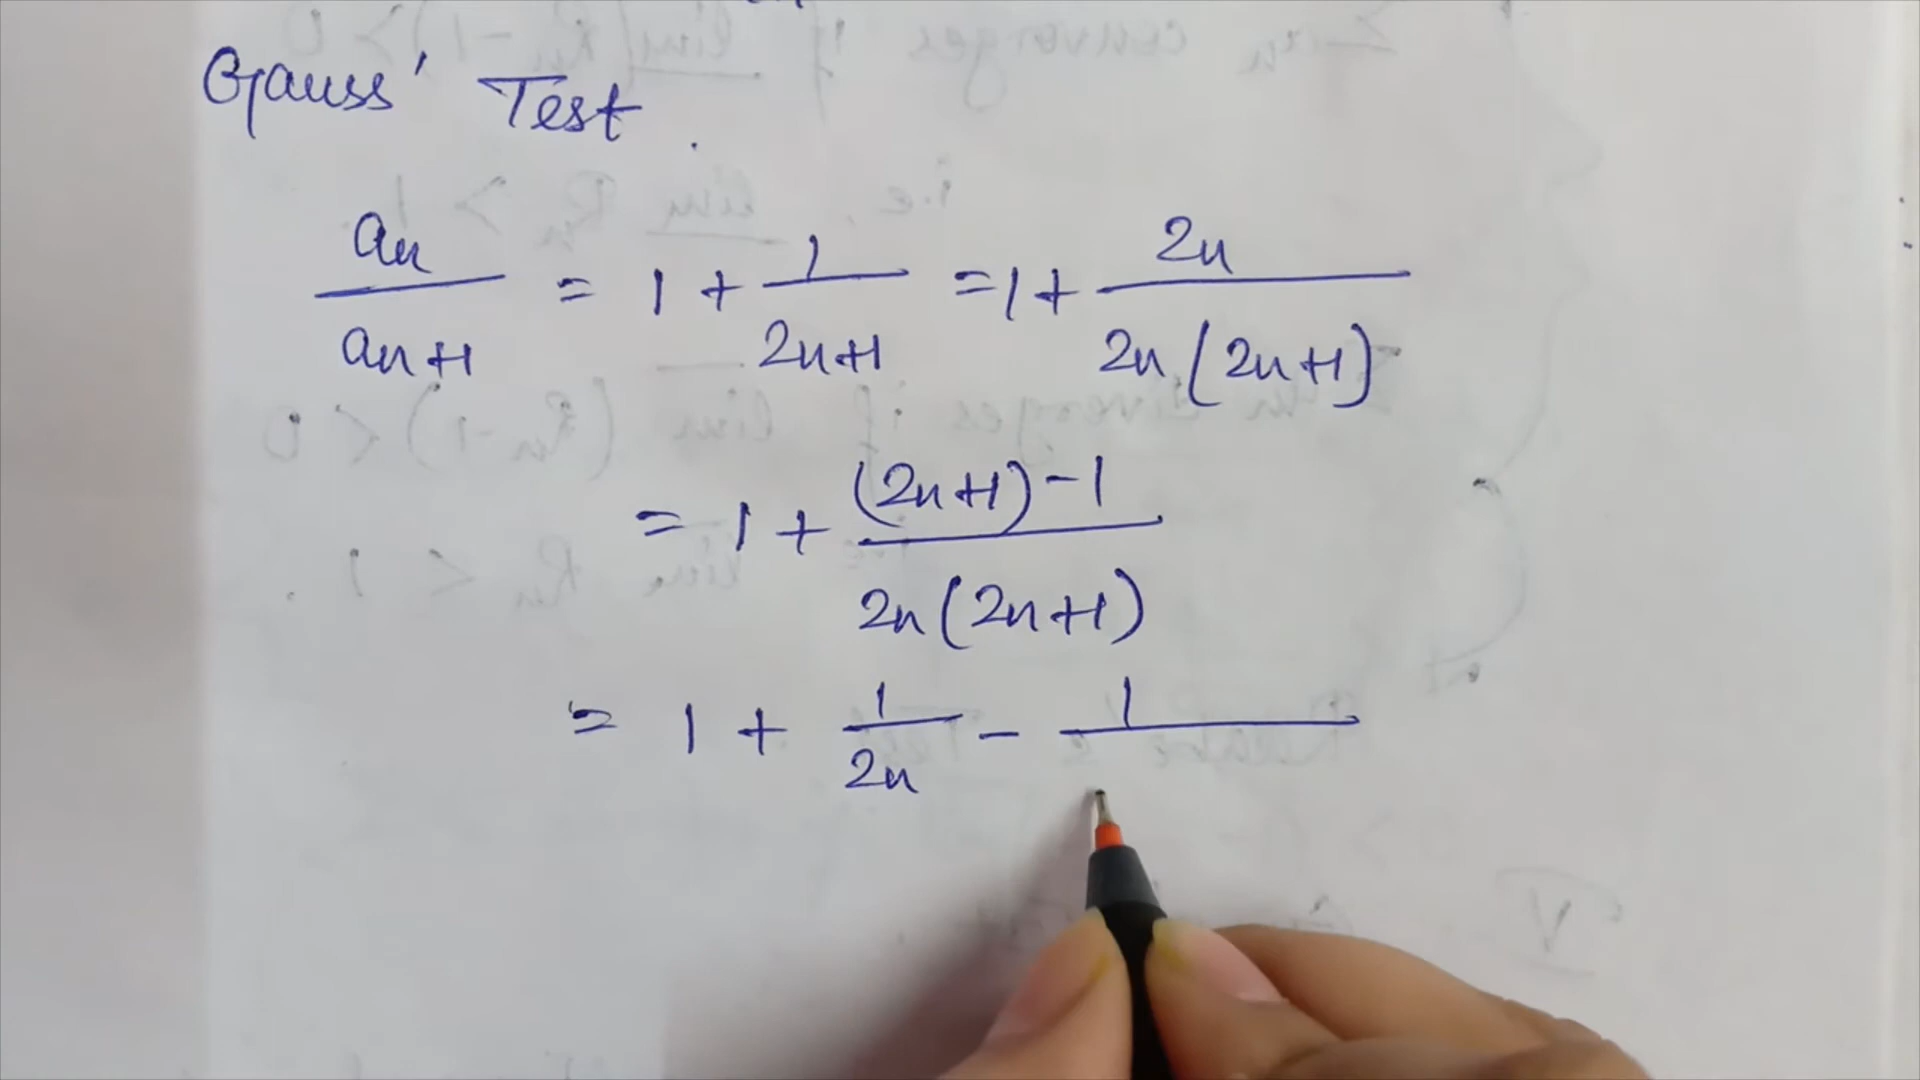 Gauss' Test.
an/an+1 = 1 + 1/2n+1 = 1 + 2n/2n(2n+1)
= 1 + (2n+1)-1/2n(2n+1)
= 1 + 1/2n - 1/